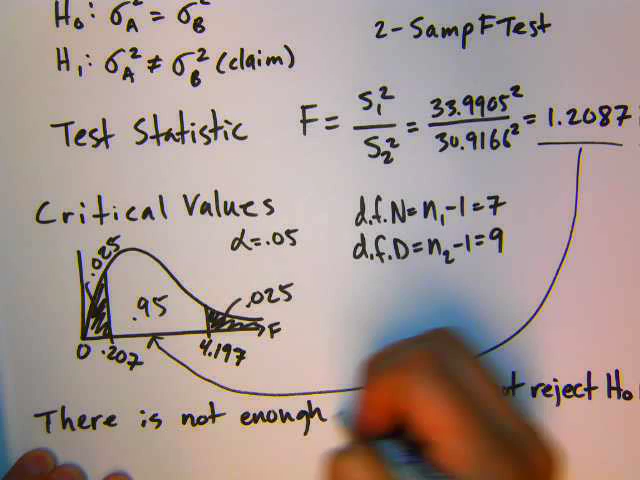 H₀: σ_A² = σ_B²
2-SampFTest
H₁: σ_A² ≠ σ_B² (claim)
Test Statistic
F = S₁²/S₂² = 33.9905²/30.9166² = 1.2087
Critical Values
α=.05
d.f.N=n₁-1=7
d.f.D=n₂-1=9
.025
.95
.025
F
0 .207 4.197
reject H₀
There is not enough